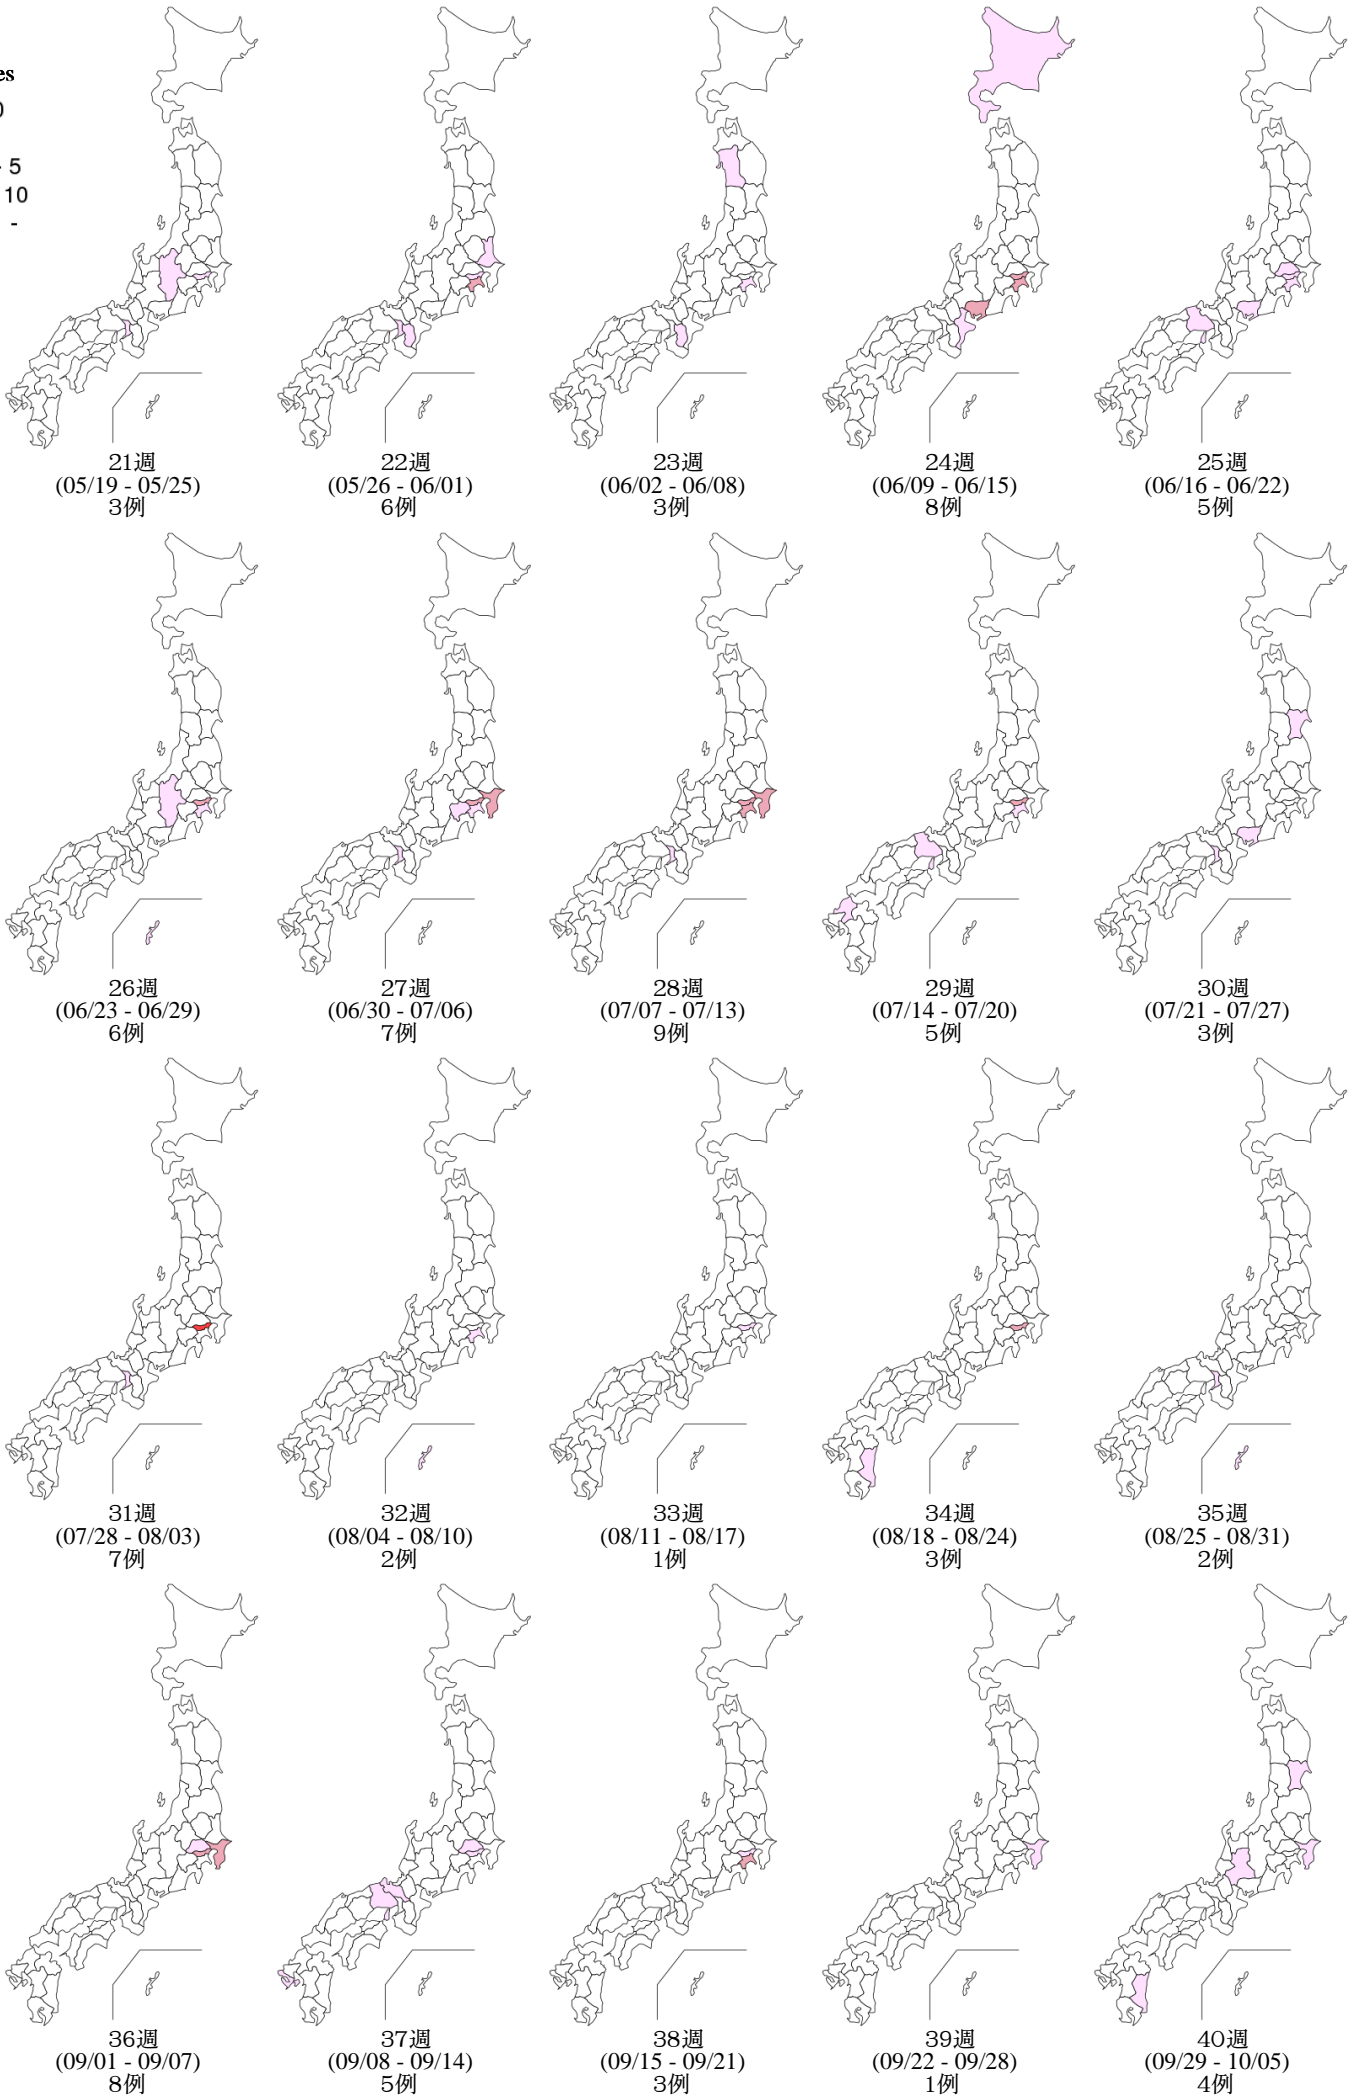 es
0
- 5
10
-
21週
(05/19 - 05/25)
3例
22週
(05/26 - 06/01)
6例
23週
(06/02 - 06/08)
3例
24週
(06/09 - 06/15)
8例
25週
(06/16 - 06/22)
5例
26週
(06/23 - 06/29)
6例
27週
(06/30 - 07/06)
7例
28週
(07/07 - 07/13)
9例
29週
(07/14 - 07/20)
5例
30週
(07/21 - 07/27)
3例
31週
(07/28 - 08/03)
7例
32週
(08/04 - 08/10)
2例
33週
(08/11 - 08/17)
1例
34週
(08/18 - 08/24)
3例
35週
(08/25 - 08/31)
2例
36週
(09/01 - 09/07)
8例
37週
(09/08 - 09/14)
5例
38週
(09/15 - 09/21)
3例
39週
(09/22 - 09/28)
1例
40週
(09/29 - 10/05)
4例